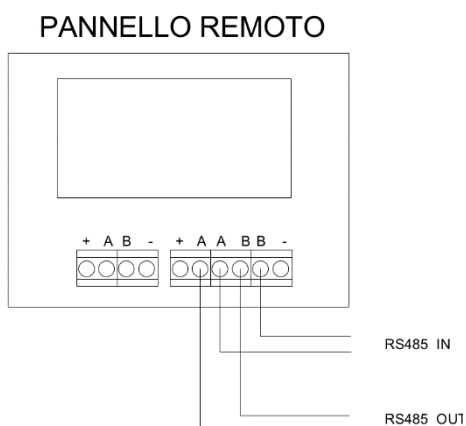 PANNELLO REMOTO
+ A B - + A A B B -
RS485 IN
RS485 OUT